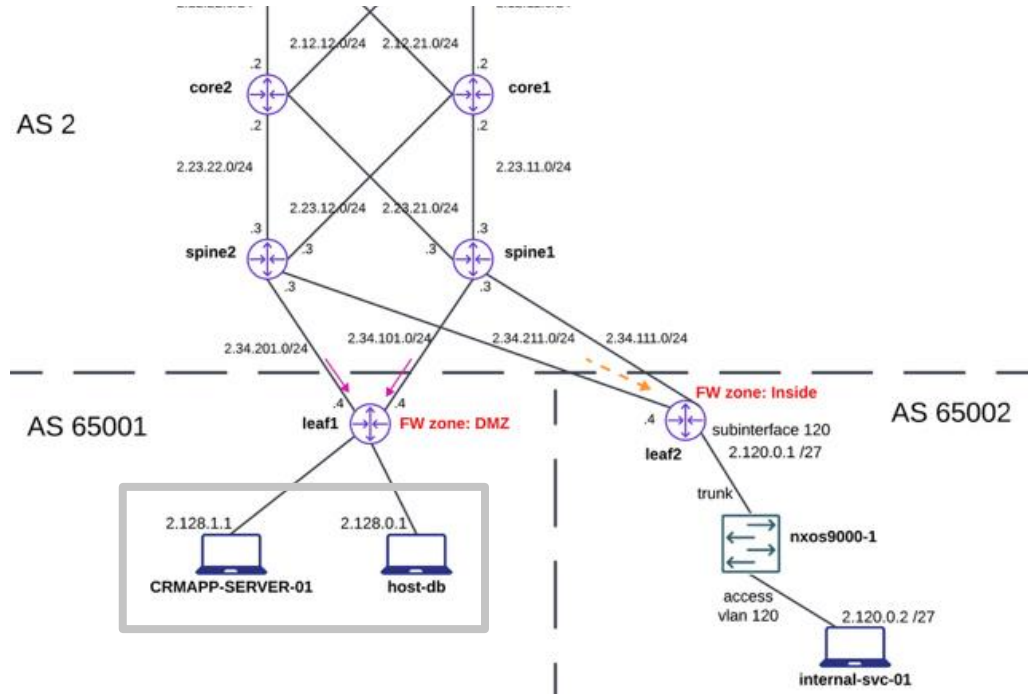 2.12.12.0/24
2.12.21.0/24
.2
.2
core2
core1
AS 2
.2
.2
2.23.22.0/24
2.23.11.0/24
2.23.12.0/24
2.23.21.0/24
.3
.3
spine2
.3
.3
spine1
.3
.3
2.34.201.0/24
2.34.101.0/24
2.34.211.0/24
2.34.111.0/24
FW zone: Inside
.4
.4
AS 65001
leaf1
FW zone: DMZ
.4
AS 65002
leaf2
subinterface 120
2.120.0.1 /27
trunk
2.128.1.1
2.128.0.1
nxos9000-1
CRMAPP-SERVER-01
host-db
access
vlan 120
2.120.0.2 /27
internal-svc-01